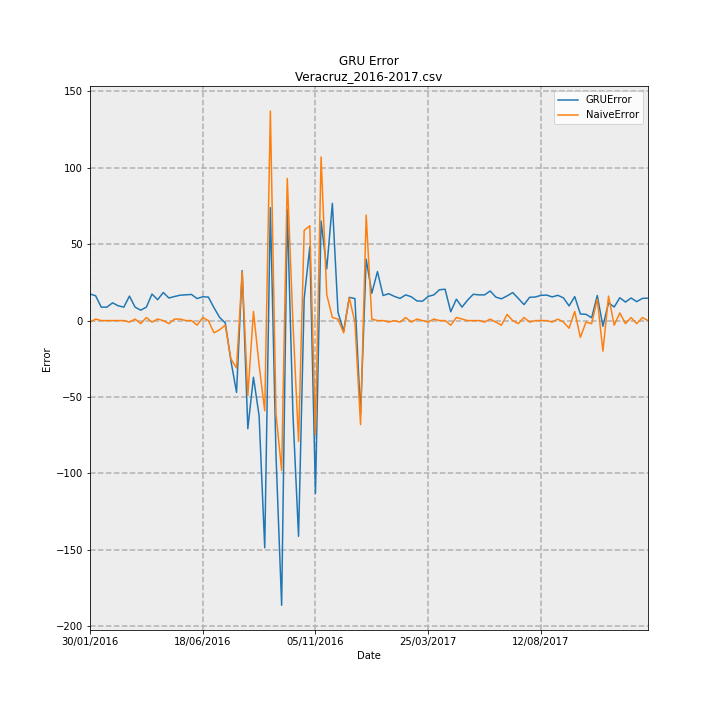 GRU Error
Veracruz_2016-2017.csv
GRUError
NaiveError
150
100
50
0
−50
−100
−150
−200
Error
30/01/2016
18/06/2016
05/11/2016
25/03/2017
12/08/2017
Date